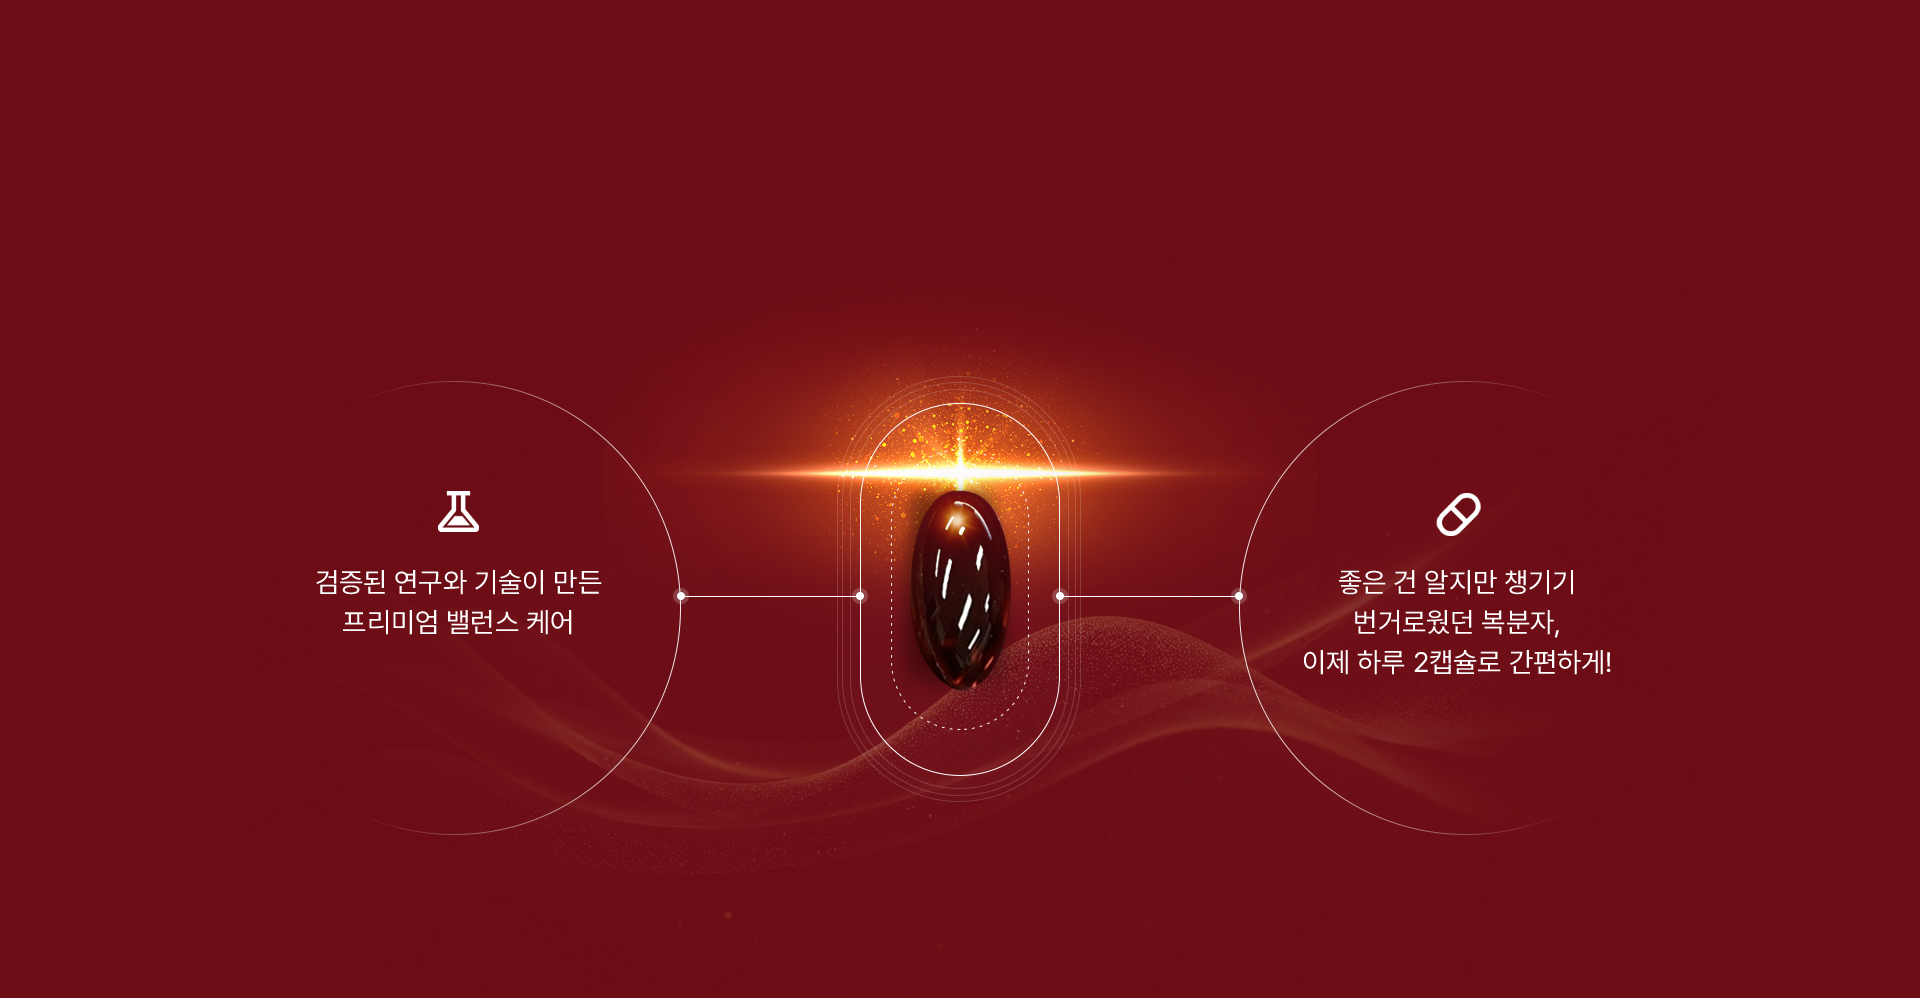 검증된 연구와 기술이 만든
프리미엄 밸런스 케어
좋은 건 알지만 챙기기
번거로웠던 복분자,
이제 하루 2캡슐로 간편하게!